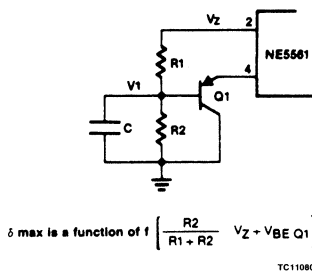 VZ 2
NE5561
R1
V1 4
Q1
C R2
δ max is a function of f [ R2 / R1 + R2 VZ + VBE Q1 ]
TC11080